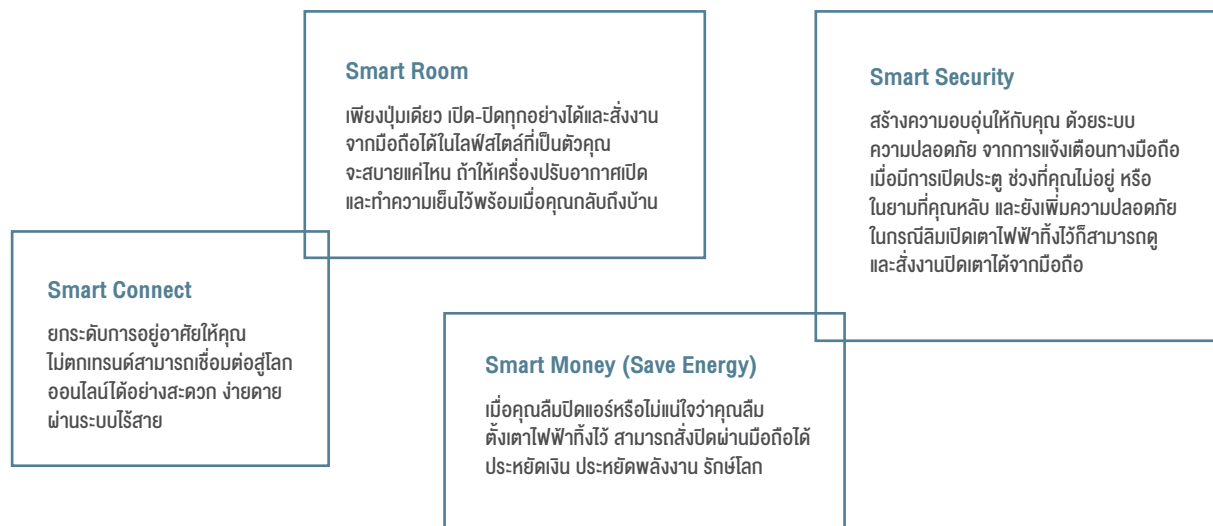 Smart Room
เพียงปุ่มเดียว เปิด-ปิดทุกอย่างได้และสั่งงาน
จากมือถือได้ในไลฟ์สไตล์ที่เป็นตัวคุณ
จะสบายแค่ไหน ถ้าให้เครื่องปรับอากาศเปิด
และทำความเย็นไว้พร้อมเมื่อคุณกลับถึงบ้าน
Smart Security
สร้างความอบอุ่นให้กับคุณ ด้วยระบบ
ความปลอดภัย จากการแจ้งเตือนทางมือถือ
เมื่อมีการเปิดประตู ช่วงที่คุณไม่อยู่ หรือ
ในยามที่คุณหลับ และยังเพิ่มความปลอดภัย
ในกรณีลืมเปิดเตาไฟฟ้าทิ้งไว้ก็สามารถดู
และสั่งงานปิดเตาได้จากมือถือ
Smart Connect
ยกระดับการอยู่อาศัยให้คุณ
ไม่ตกเทรนด์สามารถเชื่อมต่อสู่โลก
ออนไลน์ได้อย่างสะดวก ง่ายดาย
ผ่านระบบไร้สาย
Smart Money (Save Energy)
เมื่อคุณลืมปิดแอร์หรือไม่แน่ใจว่าคุณลืม
ตั้งเตาไฟฟ้าทิ้งไว้ สามารถสั่งปิดผ่านมือถือได้
ประหยัดเงิน ประหยัดพลังงาน รักษ์โลก